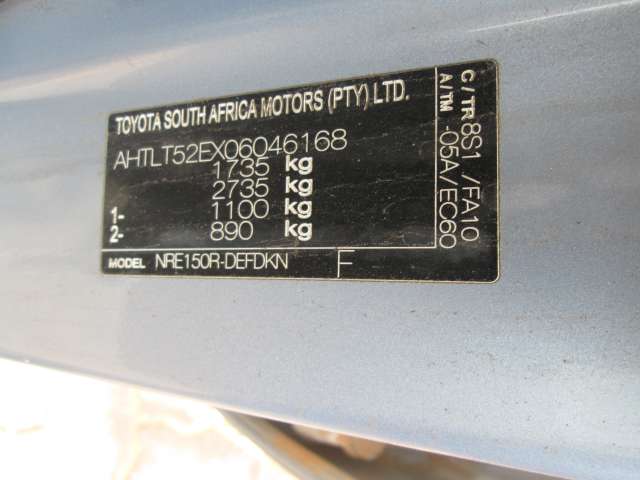 TOYOTA SOUTH AFRICA MOTORS (PTY) LTD.
AHTLT52EX06046168
1735 kg
2735 kg
1- 1100 kg
2- 890 kg
MODEL NRE150R-DEFDKN F
C/TR 8S1 /FA10
A/TM -05A/EC60